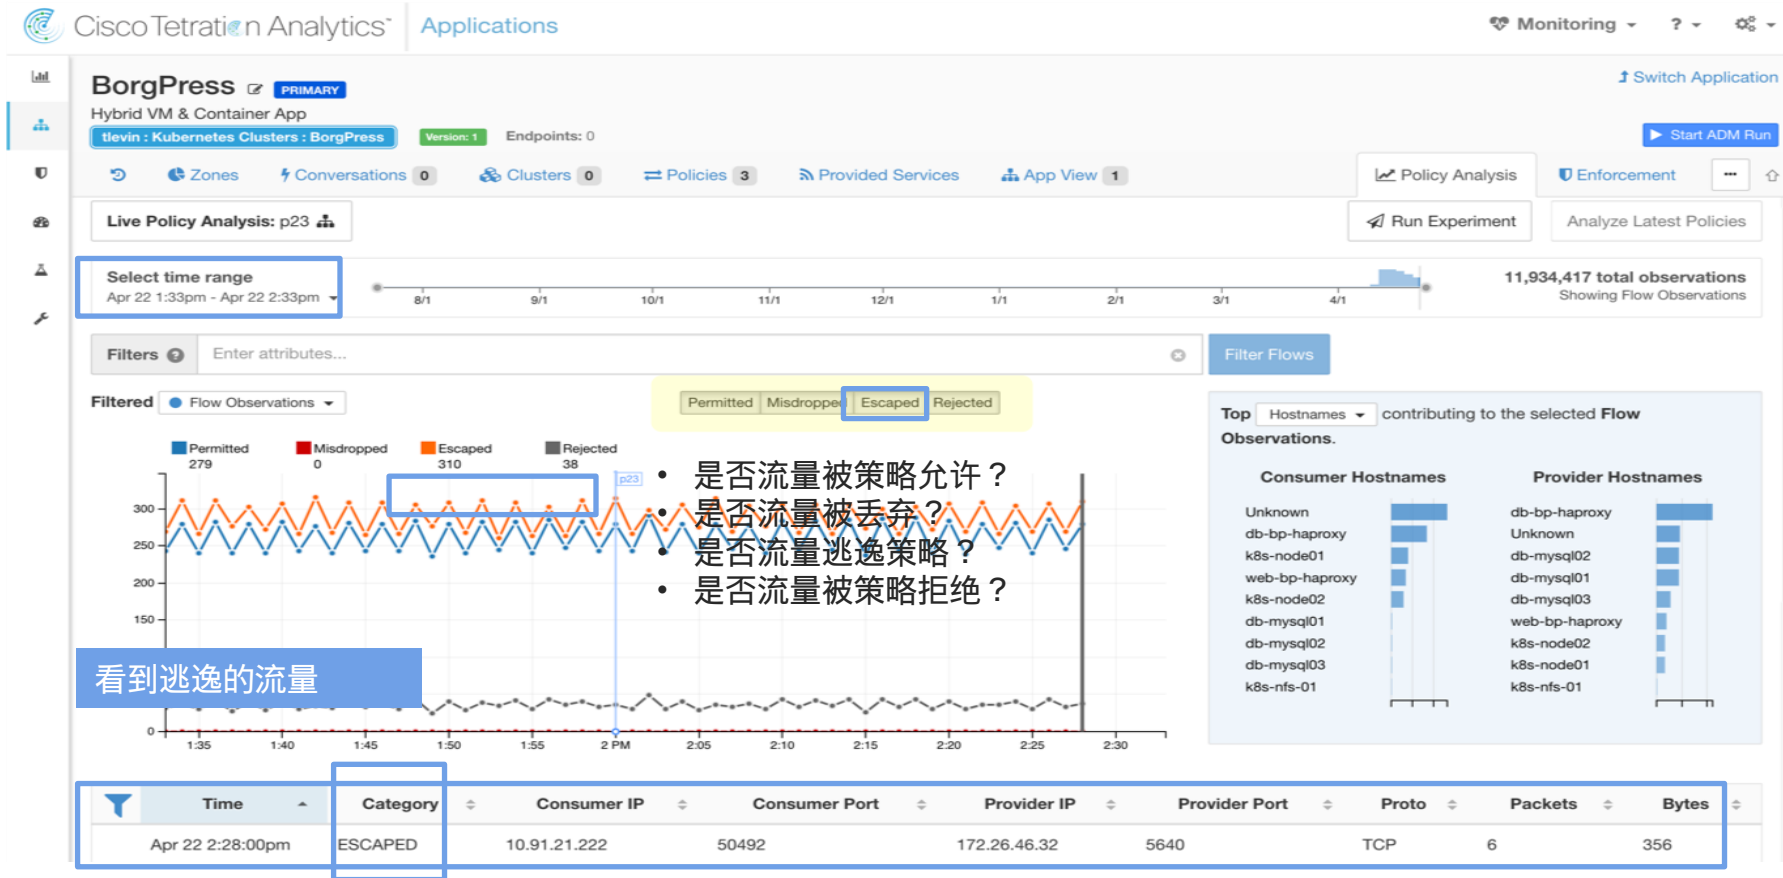 Cisco Tetration Analytics™ Applications Monitoring ?
BorgPress PRIMARY
Switch Application
Hybrid VM & Container App
tlevin : Kubernetes Clusters : BorgPress Version: 1 Endpoints: 0
Start ADM Run
Zones Conversations 0 Clusters 0 Policies 3 Provided Services App View 1 Policy Analysis Enforcement ...
Live Policy Analysis: p23 Run Experiment Analyze Latest Policies
Select time range
Apr 22 1:33pm - Apr 22 2:33pm
8/1 9/1 10/1 11/1 12/1 1/1 2/1 3/1 4/1
11,934,417 total observations
Showing Flow Observations
Filters ? Enter attributes... Filter Flows
Filtered Flow Observations Permitted Misdropped Escaped Rejected
Permitted Misdropped Escaped Rejected
279 0 310 38
p23
300
250
200
150
0
1:35 1:40 1:45 1:50 1:55 2 PM 2:05 2:10 2:15 2:20 2:25 2:30
• 是否流量被策略允许？
• 是否流量被丢弃？
• 是否流量逃逸策略？
• 是否流量被策略拒绝？
看到逃逸的流量
Top Hostnames contributing to the selected Flow
Observations.
Consumer Hostnames
Unknown
db-bp-haproxy
k8s-node01
web-bp-haproxy
k8s-node02
db-mysql01
db-mysql02
db-mysql03
k8s-nfs-01
Provider Hostnames
db-bp-haproxy
Unknown
db-mysql02
db-mysql01
db-mysql03
web-bp-haproxy
k8s-node02
k8s-node01
k8s-nfs-01
Time Category Consumer IP Consumer Port Provider IP Provider Port Proto Packets Bytes
Apr 22 2:28:00pm ESCAPED 10.91.21.222 50492 172.26.46.32 5640 TCP 6 356